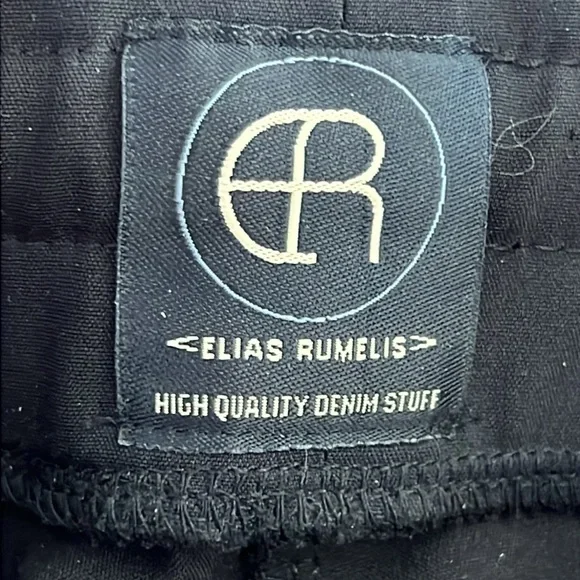 ER
<ELIAS RUMELIS>
HIGH QUALITY DENIM STUFF